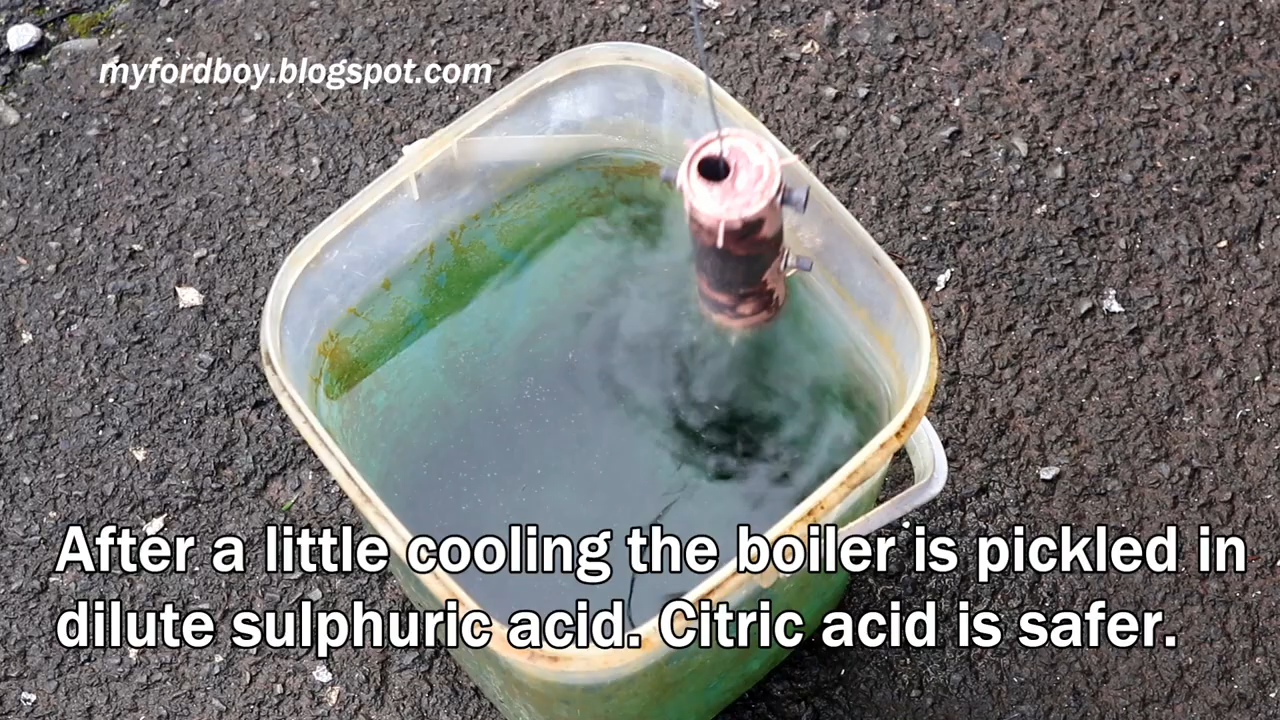 myfordboy.blogspot.com
After a little cooling the boiler is pickled in
dilute sulphuric acid. Citric acid is safer.